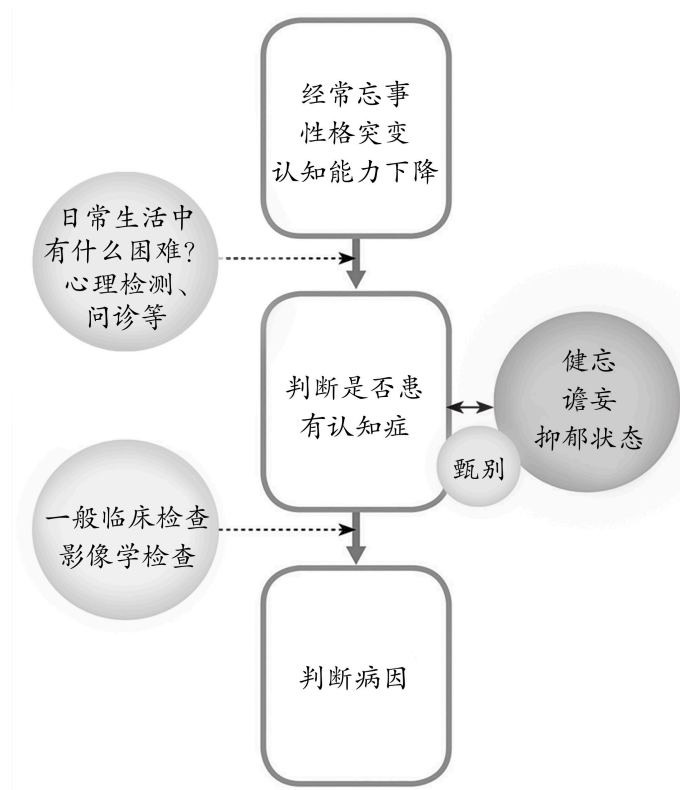 经常忘事
性格突变
认知能力下降
日常生活中
有什么困难？
心理检测、
问诊等
判断是否患
有认知症
健忘
谵妄
抑郁状态
甄别
一般临床检查
影像学检查
判断病因